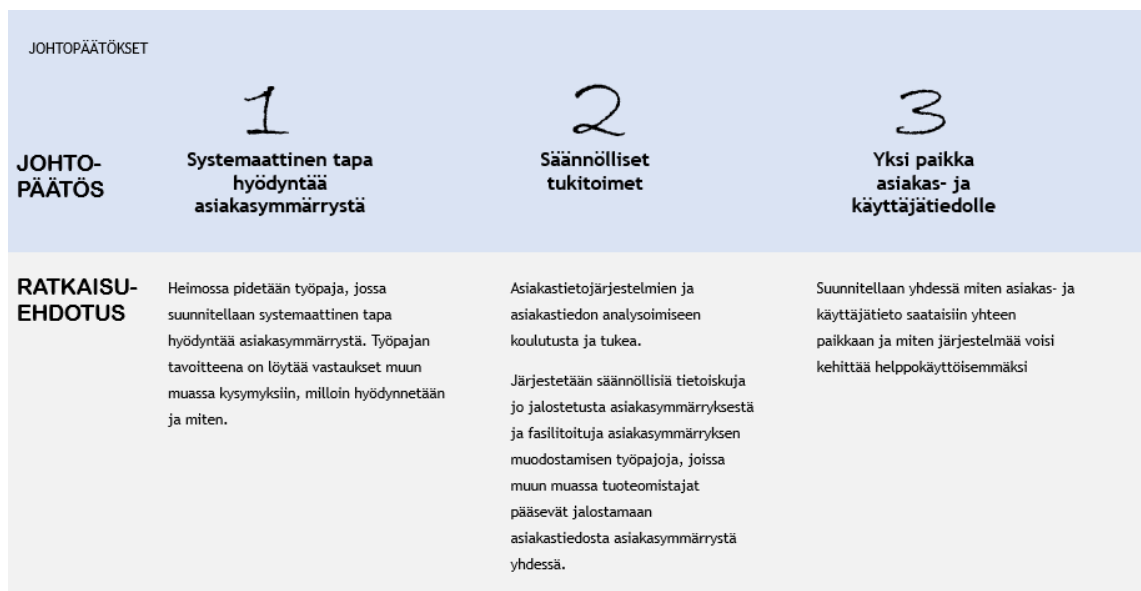 JOHTOPÄÄTÖKSET
JOHTO-
PÄÄTÖS
1
Systemaattinen tapa
hyödyntää
asiakasymmärrystä
2
Säännölliset
tukitoimet
3
Yksi paikka
asiakas- ja
käyttäjätiedolle
RATKAISU-
EHDOTUS
Heimossa pidetään työpaja, jossa
suunnitellaan systemaattinen tapa
hyödyntää asiakasymmärrystä. Työpajan
tavoitteena on löytää vastaukset muun
muassa kysymyksiin, milloin hyödynnetään
ja miten.
Asiakastietojärjestelmien ja
asiakastiedon analysoimiseen
koulutusta ja tukea.
Järjestetään säännöllisiä tietoiskuja
jo jalostetusta asiakasymmärryksestä
ja fasilitoituja asiakasymmärryksen
muodostamisen työpajoja, joissa
muun muassa tuoteomistajat
pääsevät jalostamaan
asiakastiedosta asiakasymmärrystä
yhdessä.
Suunnitellaan yhdessä miten asiakas- ja
käyttäjätieto saataisiin yhteen
paikkaan ja miten järjestelmää voisi
kehittää helppokäyttöisemmäksi